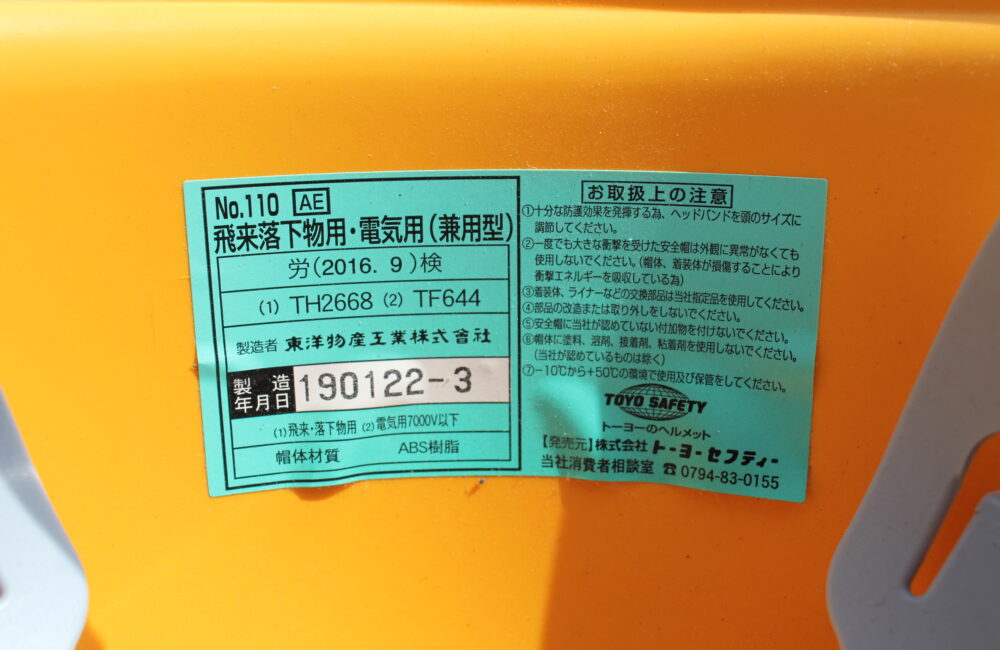 No.110 AE
飛来落下物用・電気用(兼用型)
労(2016. 9)検
(1) TH2668 (2) TF644
製造者 東洋物産工業株式會社
製造年月日 190122-3
(1)飛来・落下物用 (2)電気用7000V以下
帽体材質 ABS樹脂
お取扱上の注意
①十分な防護効果を発揮する為、ヘッドバンドを頭のサイズに
調節してください。
②一度でも大きな衝撃を受けた安全帽は外観に異常がなくても
使用しないでください。(帽体、着装体が損傷することにより
衝撃エネルギーを吸収している為)
③着装体、ライナーなどの交換部品は当社指定品を使用してください。
④部品の改造または取り外しをしないでください。
⑤安全帽に当社が認めていない付加物を付けないでください。
⑥帽体に塗料、溶剤、接着剤、粘着剤を使用しないでください。
(当社が認めているものは除く)
⑦−10℃から+50℃の環境で使用及び保管をしてください。
TOYO SAFETY
トーヨーのヘルメット
【発売元】株式会社 トーヨーセフティー
当社消費者相談室 ☎ 0794-83-0155